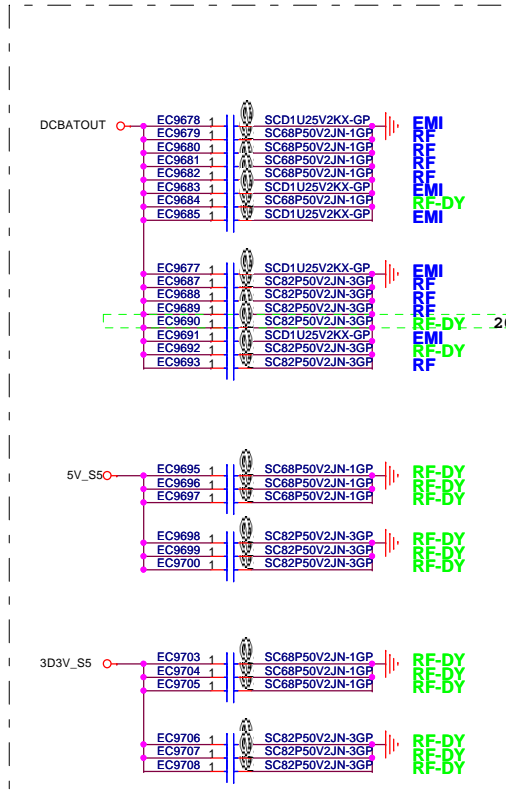 DCBATOUT
EC9678 1 SCD1U25V2KX-GP EMI
EC9679 1 SC68P50V2JN-1GP RF
EC9680 1 SC68P50V2JN-1GP RF
EC9681 1 SC68P50V2JN-1GP RF
EC9682 1 SC68P50V2JN-1GP RF
EC9683 1 SCD1U25V2KX-GP EMI
EC9684 1 SC68P50V2JN-1GP RF-DY
EC9685 1 SCD1U25V2KX-GP EMI
EC9677 1 SCD1U25V2KX-GP EMI
EC9687 1 SC82P50V2JN-3GP RF
EC9688 1 SC82P50V2JN-3GP RF
EC9689 1 SC82P50V2JN-3GP RF
EC9690 1 SC82P50V2JN-3GP RF-DY
EC9691 1 SCD1U25V2KX-GP EMI
EC9692 1 SC82P50V2JN-3GP RF-DY
EC9693 1 SC82P50V2JN-3GP RF
5V_S5
EC9695 1 SC68P50V2JN-1GP RF-DY
EC9696 1 SC68P50V2JN-1GP RF-DY
EC9697 1 SC68P50V2JN-1GP RF-DY
EC9698 1 SC82P50V2JN-3GP RF-DY
EC9699 1 SC82P50V2JN-3GP RF-DY
EC9700 1 SC82P50V2JN-3GP RF-DY
3D3V_S5
EC9703 1 SC68P50V2JN-1GP RF-DY
EC9704 1 SC68P50V2JN-1GP RF-DY
EC9705 1 SC68P50V2JN-1GP RF-DY
EC9706 1 SC82P50V2JN-3GP RF-DY
EC9707 1 SC82P50V2JN-3GP RF-DY
EC9708 1 SC82P50V2JN-3GP RF-DY